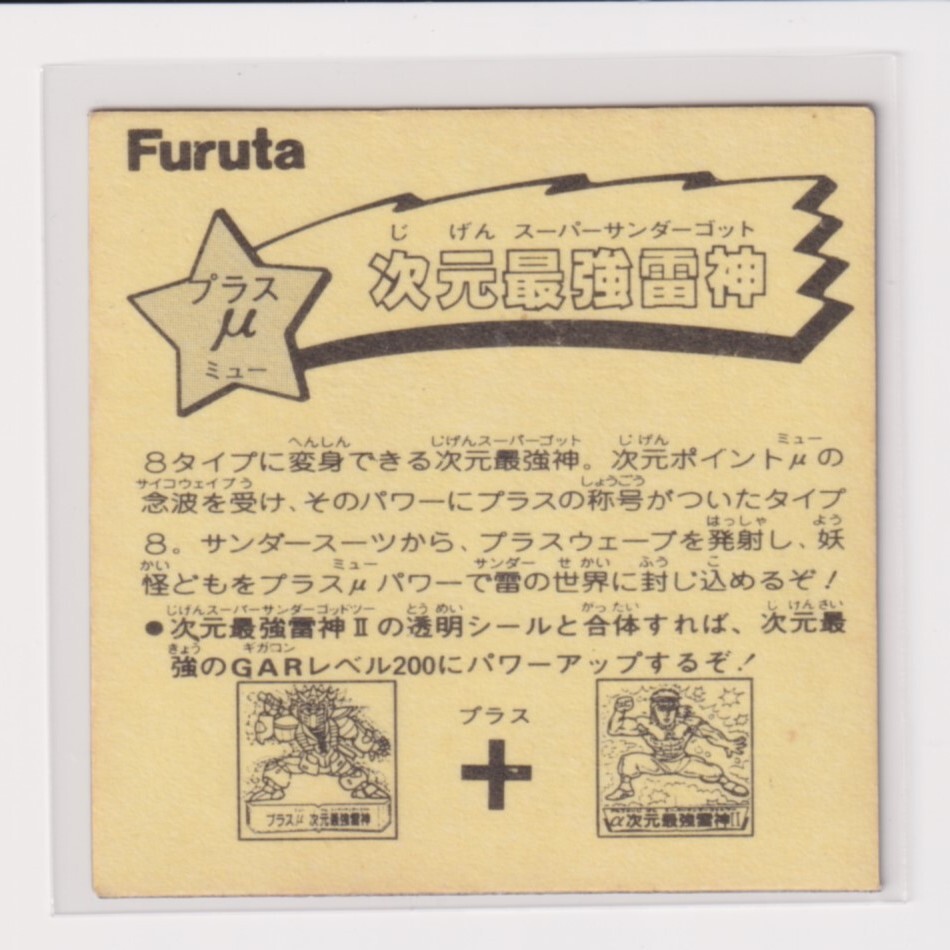 Furuta
じ げん スーパーサンダーゴット
次元最強雷神
プラス
μ
ミュー
へんしん じげんスーパーゴット じげん ミュー
8タイプに変身できる次元最強神。次元ポイントμの
サイコウェイブう しょうごう
念波を受け、そのパワーにプラスの称号がついたタイプ
はっしゃ よう
8。サンダースーツから、プラスウェーブを発射し、妖
かい ミュー サンダー せ かい ふう こ
怪どもをプラスμパワーで雷の世界に封じ込めるぞ!
じげんスーパーサンダーゴッドツー とう めい がっ たい じ げん さい
●次元最強雷神Ⅱの透明シールと合体すれば、次元最
きょう ギガコン
強のGARレベル200にパワーアップするぞ!
プラス
+
プラスμ 次元最強雷神
α次元最強雷神Ⅱ